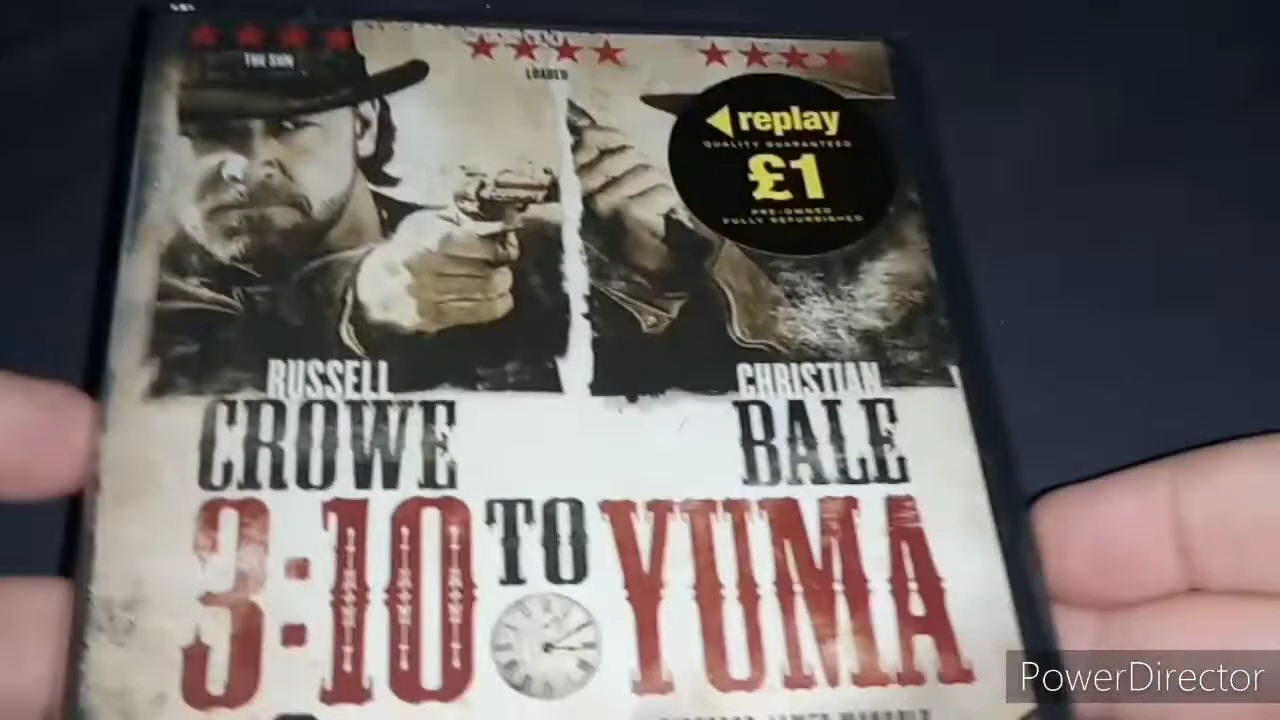 THE SUN
LOADED
replay
QUALITY GUARANTEED
£1
PRE-OWNED
FULLY REFURBISHED
RUSSELL
CROWE
CHRISTIAN
BALE
3:10 TO YUMA
PowerDirector